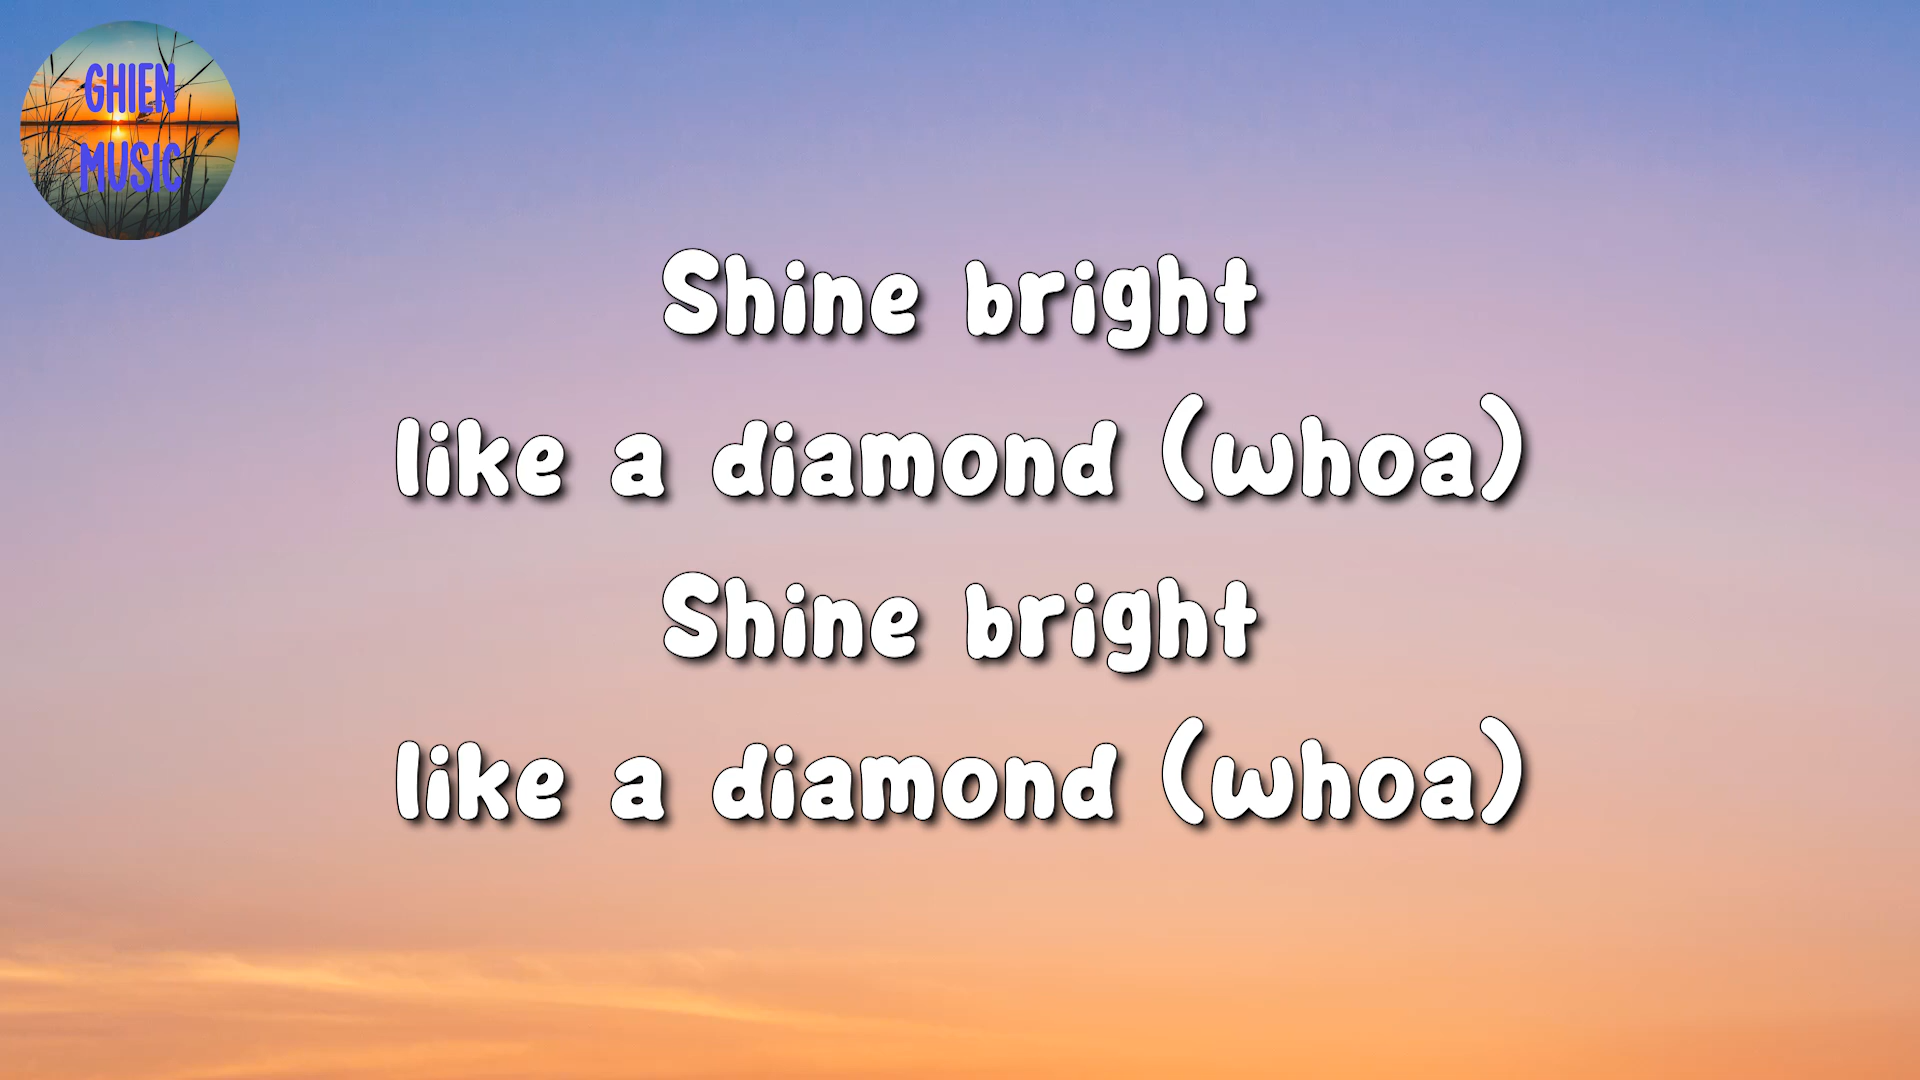 GHIEN
MUSIC
Shine bright
like a diamond (whoa)
Shine bright
like a diamond (whoa)